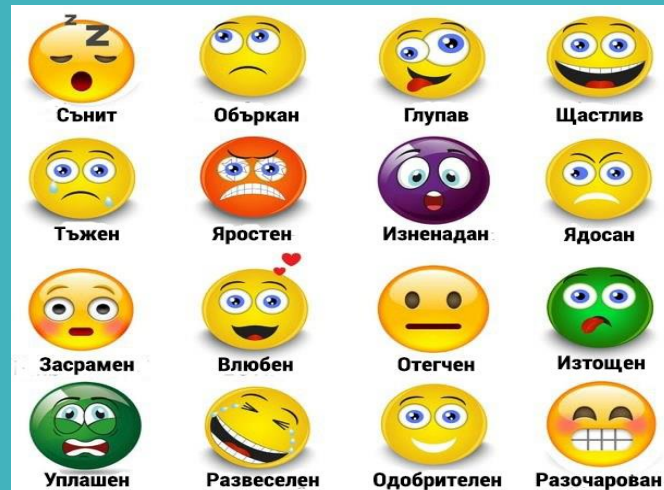 z Z
Сънит Объркан Глупав Щастлив
Тъжен Яростен Изненадан Ядосан
Засрамен Влюбен Отегчен Изтощен
Уплашен Развеселен Одобрителен Разочарован